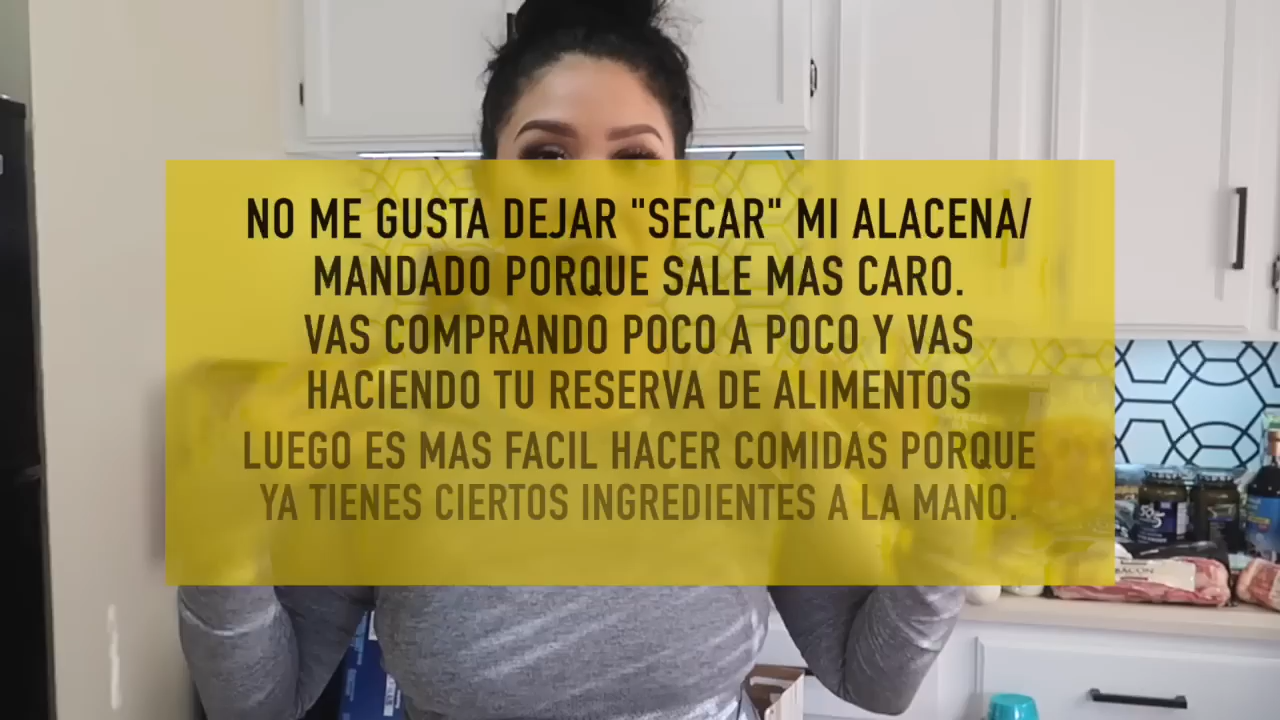 NO ME GUSTA DEJAR "SECAR" MI ALACENA/
MANDADO PORQUE SALE MAS CARO.
VAS COMPRANDO POCO A POCO Y VAS
HACIENDO TU RESERVA DE ALIMENTOS
LUEGO ES MAS FACIL HACER COMIDAS PORQUE
YA TIENES CIERTOS INGREDIENTES A LA MANO.
BACON